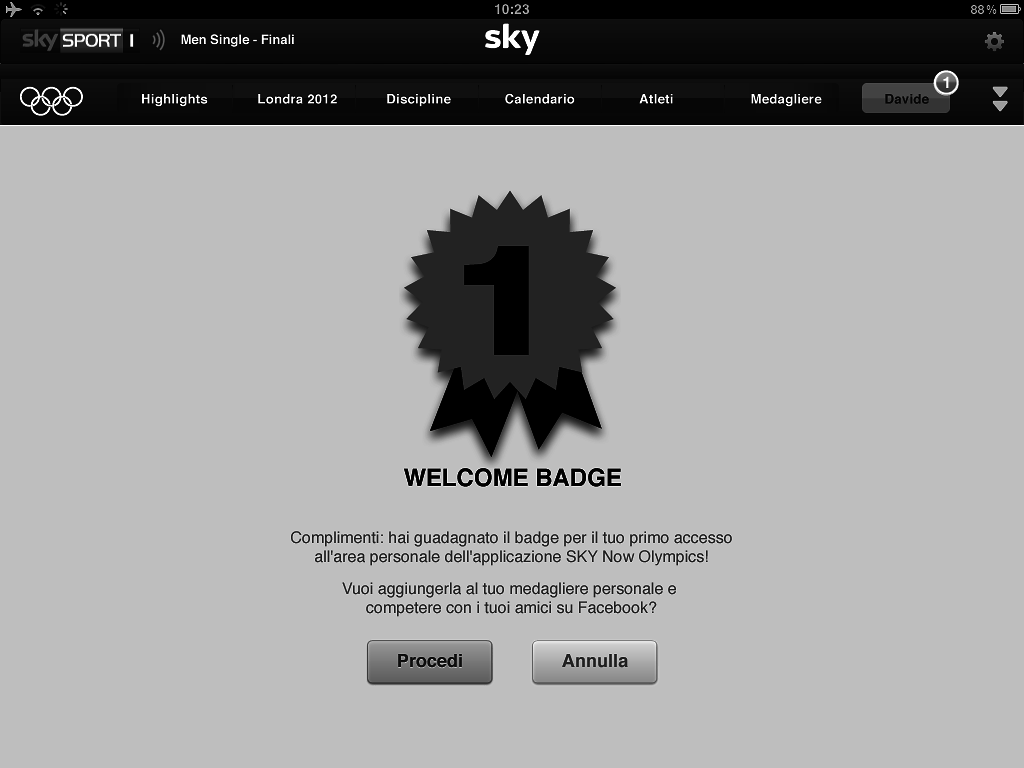 10:23
88%
sky SPORT 1
Men Single - Finali
sky
Highlights
Londra 2012
Discipline
Calendario
Atleti
Medagliere
Davide
1
1
WELCOME BADGE
Complimenti: hai guadagnato il badge per il tuo primo accesso
all'area personale dell'applicazione SKY Now Olympics!
Vuoi aggiungerla al tuo medagliere personale e
competere con i tuoi amici su Facebook?
Procedi
Annulla